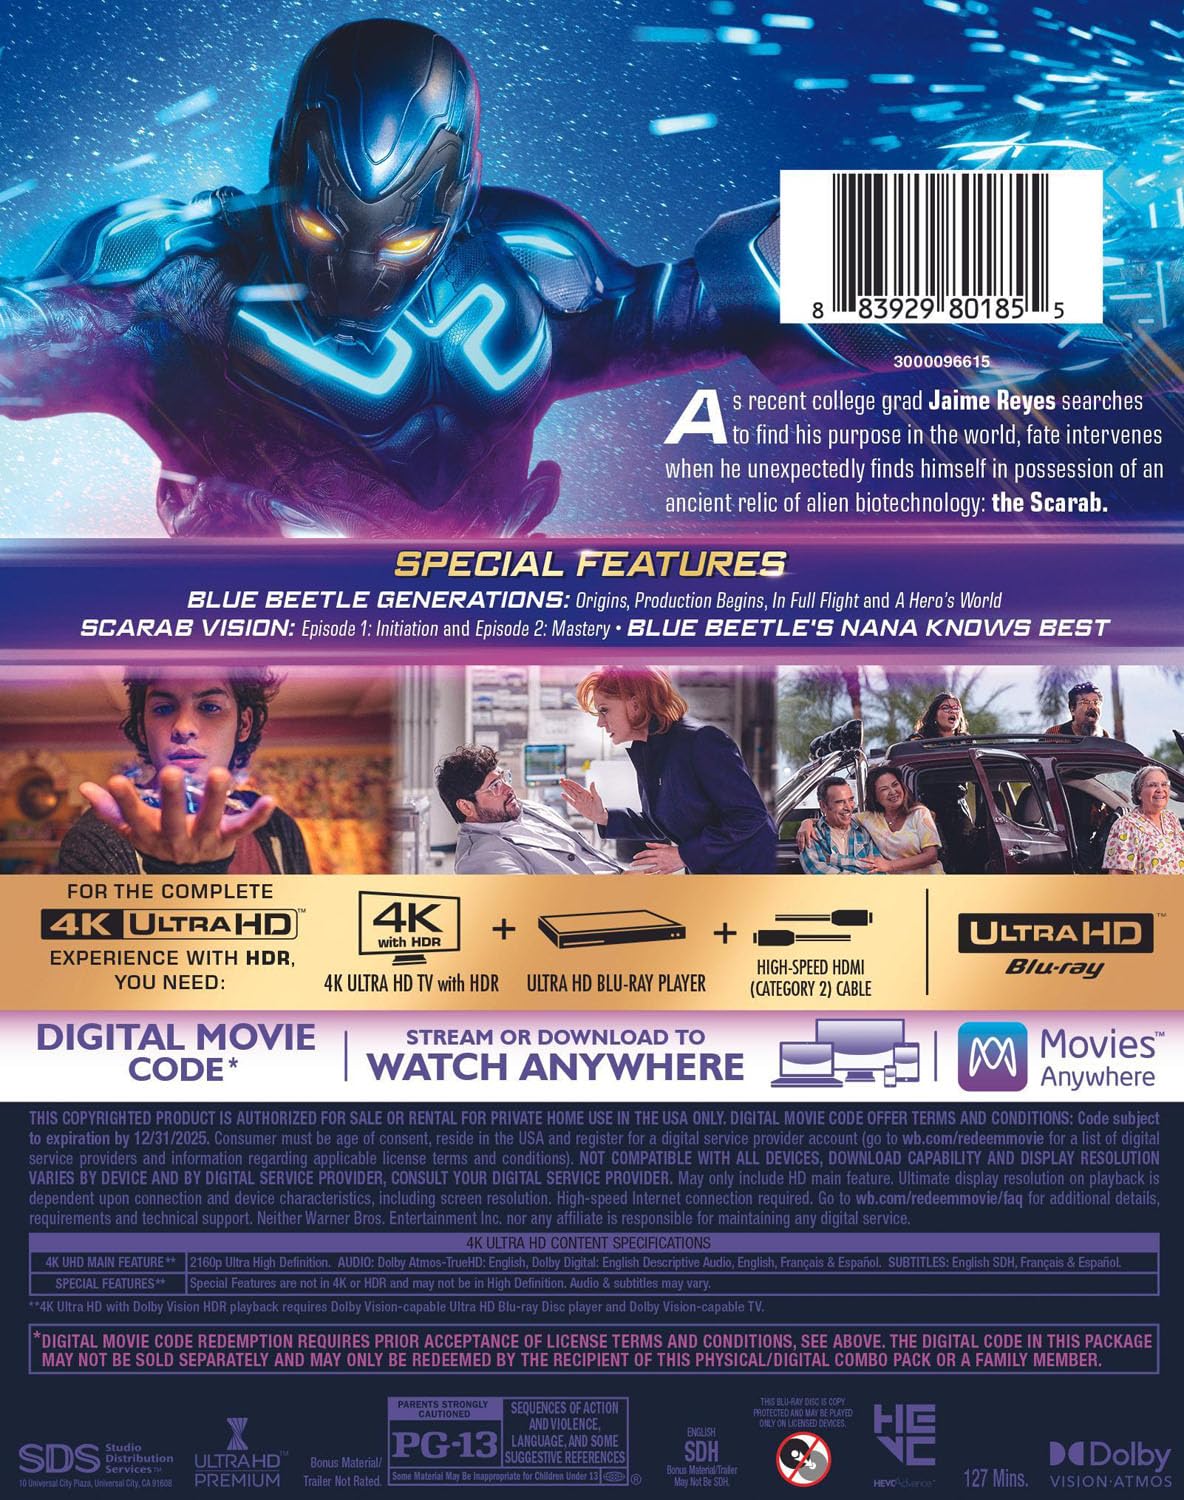 8 83929 80185 5
3000096615
As recent college grad Jaime Reyes searches
to find his purpose in the world, fate intervenes
when he unexpectedly finds himself in possession of an
ancient relic of alien biotechnology: the Scarab.
SPECIAL FEATURES
BLUE BEETLE GENERATIONS: Origins, Production Begins, In Full Flight and A Hero's World
SCARAB VISION: Episode 1: Initiation and Episode 2: Mastery • BLUE BEETLE'S NANA KNOWS BEST
FOR THE COMPLETE
4K ULTRA HD™
EXPERIENCE WITH HDR,
YOU NEED:
4K
with HDR
+
+
4K ULTRA HD TV with HDR
ULTRA HD BLU-RAY PLAYER
HIGH-SPEED HDMI
(CATEGORY 2) CABLE
ULTRA HD™
Blu-ray
DIGITAL MOVIE
CODE*
STREAM OR DOWNLOAD TO
WATCH ANYWHERE
Movies™
Anywhere
THIS COPYRIGHTED PRODUCT IS AUTHORIZED FOR SALE OR RENTAL FOR PRIVATE HOME USE IN THE USA ONLY. DIGITAL MOVIE CODE OFFER TERMS AND CONDITIONS: Code subject
to expiration by 12/31/2025. Consumer must be age of consent, reside in the USA and register for a digital service provider account (go to wb.com/redeemmovie for a list of digital
service providers and information regarding applicable license terms and conditions). NOT COMPATIBLE WITH ALL DEVICES, DOWNLOAD CAPABILITY AND DISPLAY RESOLUTION
VARIES BY DEVICE AND BY DIGITAL SERVICE PROVIDER, CONSULT YOUR DIGITAL SERVICE PROVIDER. May only include HD main feature. Ultimate display resolution on playback is
dependent upon connection and device characteristics, including screen resolution. High-speed Internet connection required. Go to wb.com/redeemmovie/faq for additional details,
requirements and technical support. Neither Warner Bros. Entertainment Inc. nor any affiliate is responsible for maintaining any digital service.
4K ULTRA HD CONTENT SPECIFICATIONS
4K UHD MAIN FEATURE** 2160p Ultra High Definition. AUDIO: Dolby Atmos-TrueHD: English, Dolby Digital: English Descriptive Audio, English, Français & Español. SUBTITLES: English SDH, Français & Español.
SPECIAL FEATURES** Special Features are not in 4K or HDR and may not be in High Definition. Audio & subtitles may vary.
**4K Ultra HD with Dolby Vision HDR playback requires Dolby Vision-capable Ultra HD Blu-ray Disc player and Dolby Vision-capable TV.
*DIGITAL MOVIE CODE REDEMPTION REQUIRES PRIOR ACCEPTANCE OF LICENSE TERMS AND CONDITIONS, SEE ABOVE. THE DIGITAL CODE IN THIS PACKAGE
MAY NOT BE SOLD SEPARATELY AND MAY ONLY BE REDEEMED BY THE RECIPIENT OF THIS PHYSICAL/DIGITAL COMBO PACK OR A FAMILY MEMBER.
SDS Studio
Distribution
Services™
10 Universal City Plaza, Universal City, CA 91608
ULTRA HD™
PREMIUM
Bonus Material/
Trailer Not Rated.
PARENTS STRONGLY
CAUTIONED
PG-13
SEQUENCES OF ACTION
AND VIOLENCE,
LANGUAGE, AND SOME
SUGGESTIVE REFERENCES
Some Material May Be Inappropriate for Children Under 13
®
ENGLISH
SDH
Bonus Material/Trailer
May Not Be SDH.
THIS BLU-RAY DISC IS COPY
PROTECTED AND MAY BE PLAYED
ONLY ON LICENSED DEVICES.
HEVC
HEVC Advance™
127 Mins.
Dolby
VISION·ATMOS